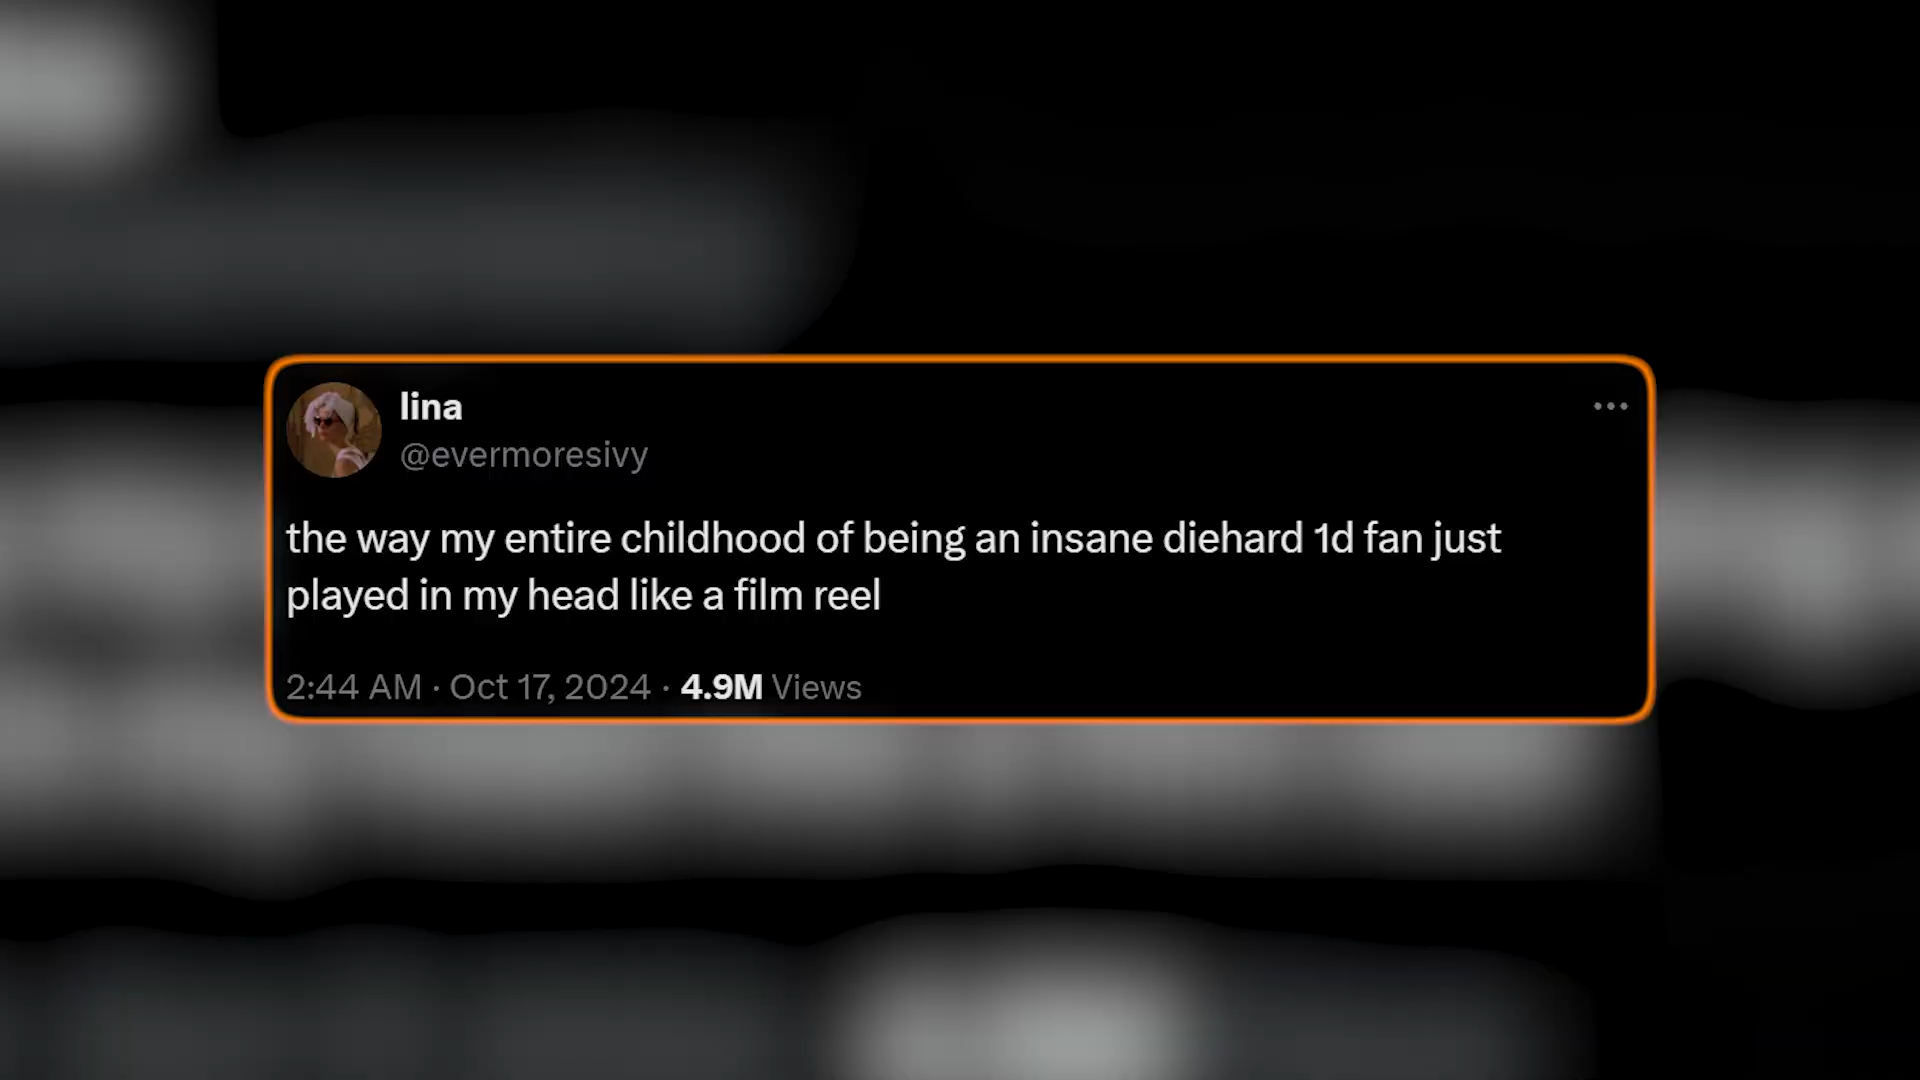 lina
@evermoresivy
the way my entire childhood of being an insane diehard 1d fan just
played in my head like a film reel
2:44 AM · Oct 17, 2024 · 4.9M Views